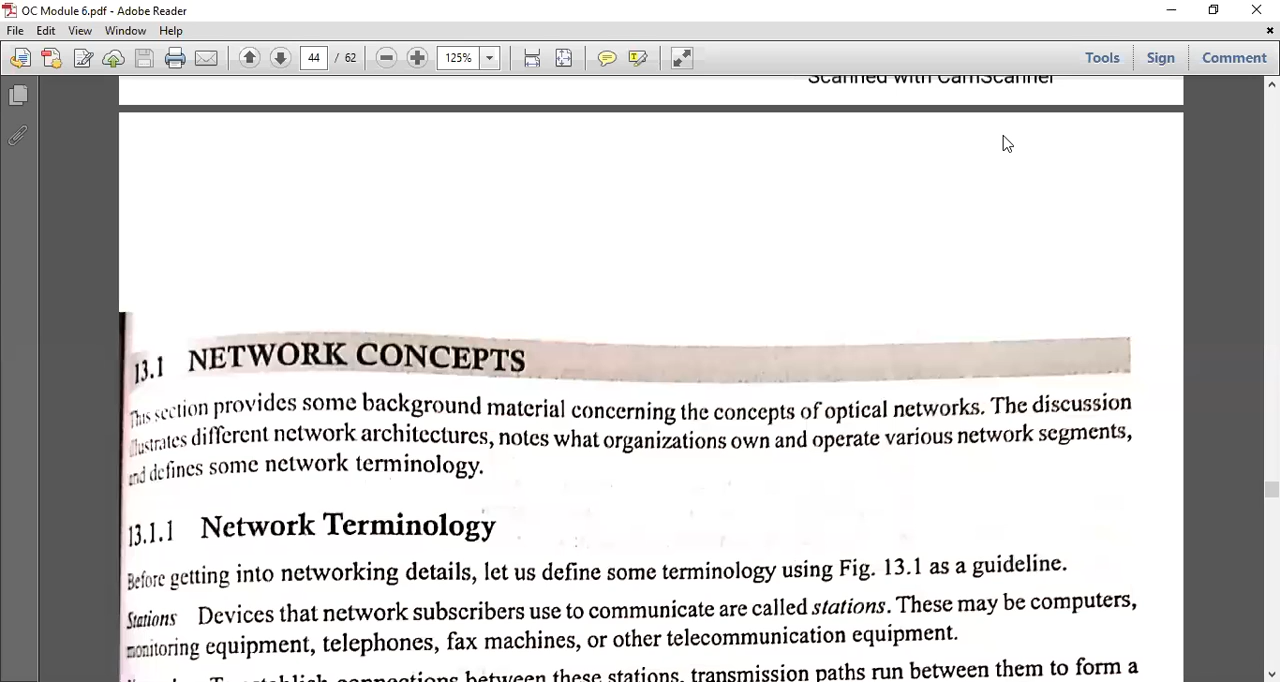 OC Module 6.pdf - Adobe Reader
File Edit View Window Help
44 / 62 125% Tools Sign Comment
Scanned with CamScanner
13.1 NETWORK CONCEPTS
This section provides some background material concerning the concepts of optical networks. The discussion
illustrates different network architectures, notes what organizations own and operate various network segments,
and defines some network terminology.
13.1.1 Network Terminology
Before getting into networking details, let us define some terminology using Fig. 13.1 as a guideline.
Stations Devices that network subscribers use to communicate are called stations. These may be computers,
monitoring equipment, telephones, fax machines, or other telecommunication equipment.
To establish connections between these stations, transmission paths run between them to form a